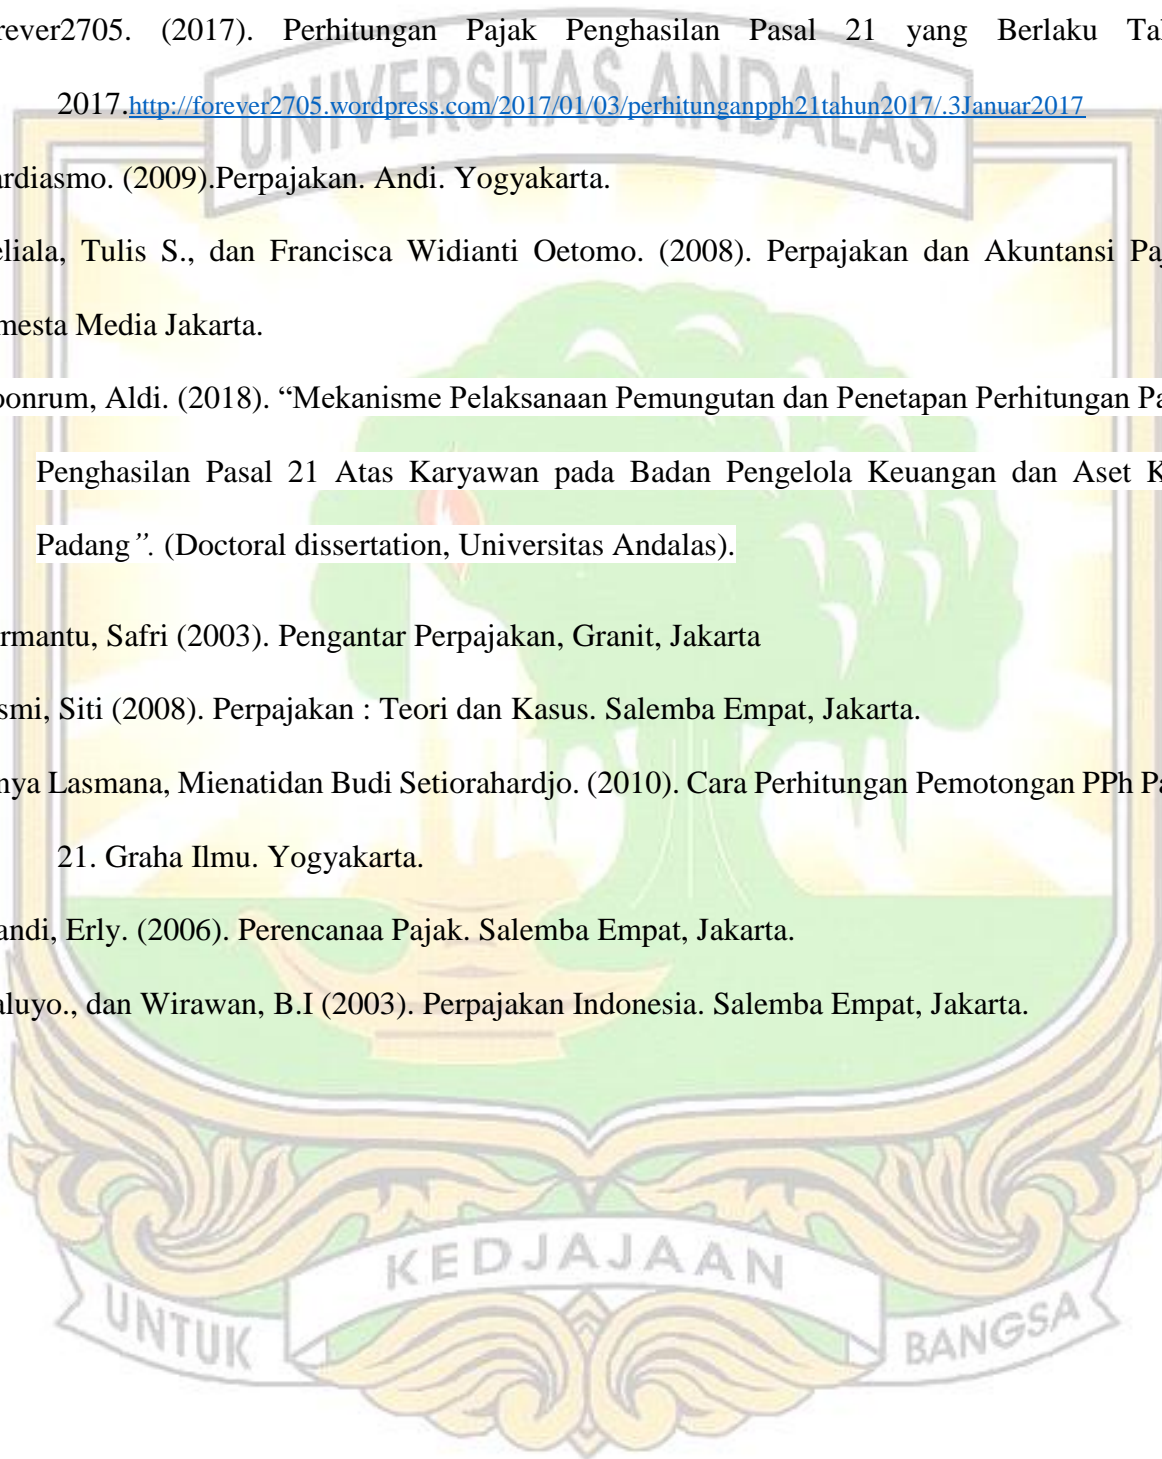 rever2705. (2017). Perhitungan Pajak Penghasilan Pasal 21 yang Berlaku Ta
2017.http://forever2705.wordpress.com/2017/01/03/perhitunganpph21tahun2017/.3Januar2017
UNIVERSITAS ANDALAS
ardiasmo. (2009).Perpajakan. Andi. Yogyakarta.
eliala, Tulis S., dan Francisca Widianti Oetomo. (2008). Perpajakan dan Akuntansi Paj
mesta Media Jakarta.
oonrum, Aldi. (2018). “Mekanisme Pelaksanaan Pemungutan dan Penetapan Perhitungan Pa
Penghasilan Pasal 21 Atas Karyawan pada Badan Pengelola Keuangan dan Aset K
Padang”. (Doctoral dissertation, Universitas Andalas).
rmantu, Safri (2003). Pengantar Perpajakan, Granit, Jakarta
smi, Siti (2008). Perpajakan : Teori dan Kasus. Salemba Empat, Jakarta.
nya Lasmana, Mienatidan Budi Setiorahardjo. (2010). Cara Perhitungan Pemotongan PPh Pa
21. Graha Ilmu. Yogyakarta.
andi, Erly. (2006). Perencanaa Pajak. Salemba Empat, Jakarta.
aluyo., dan Wirawan, B.I (2003). Perpajakan Indonesia. Salemba Empat, Jakarta.
UNTUK KEDJAJAAN BANGSA